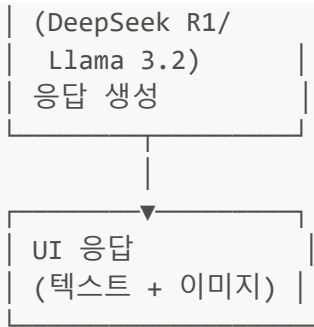 (DeepSeek R1/
Llama 3.2)
응답 생성
UI 응답
(텍스트 + 이미지)